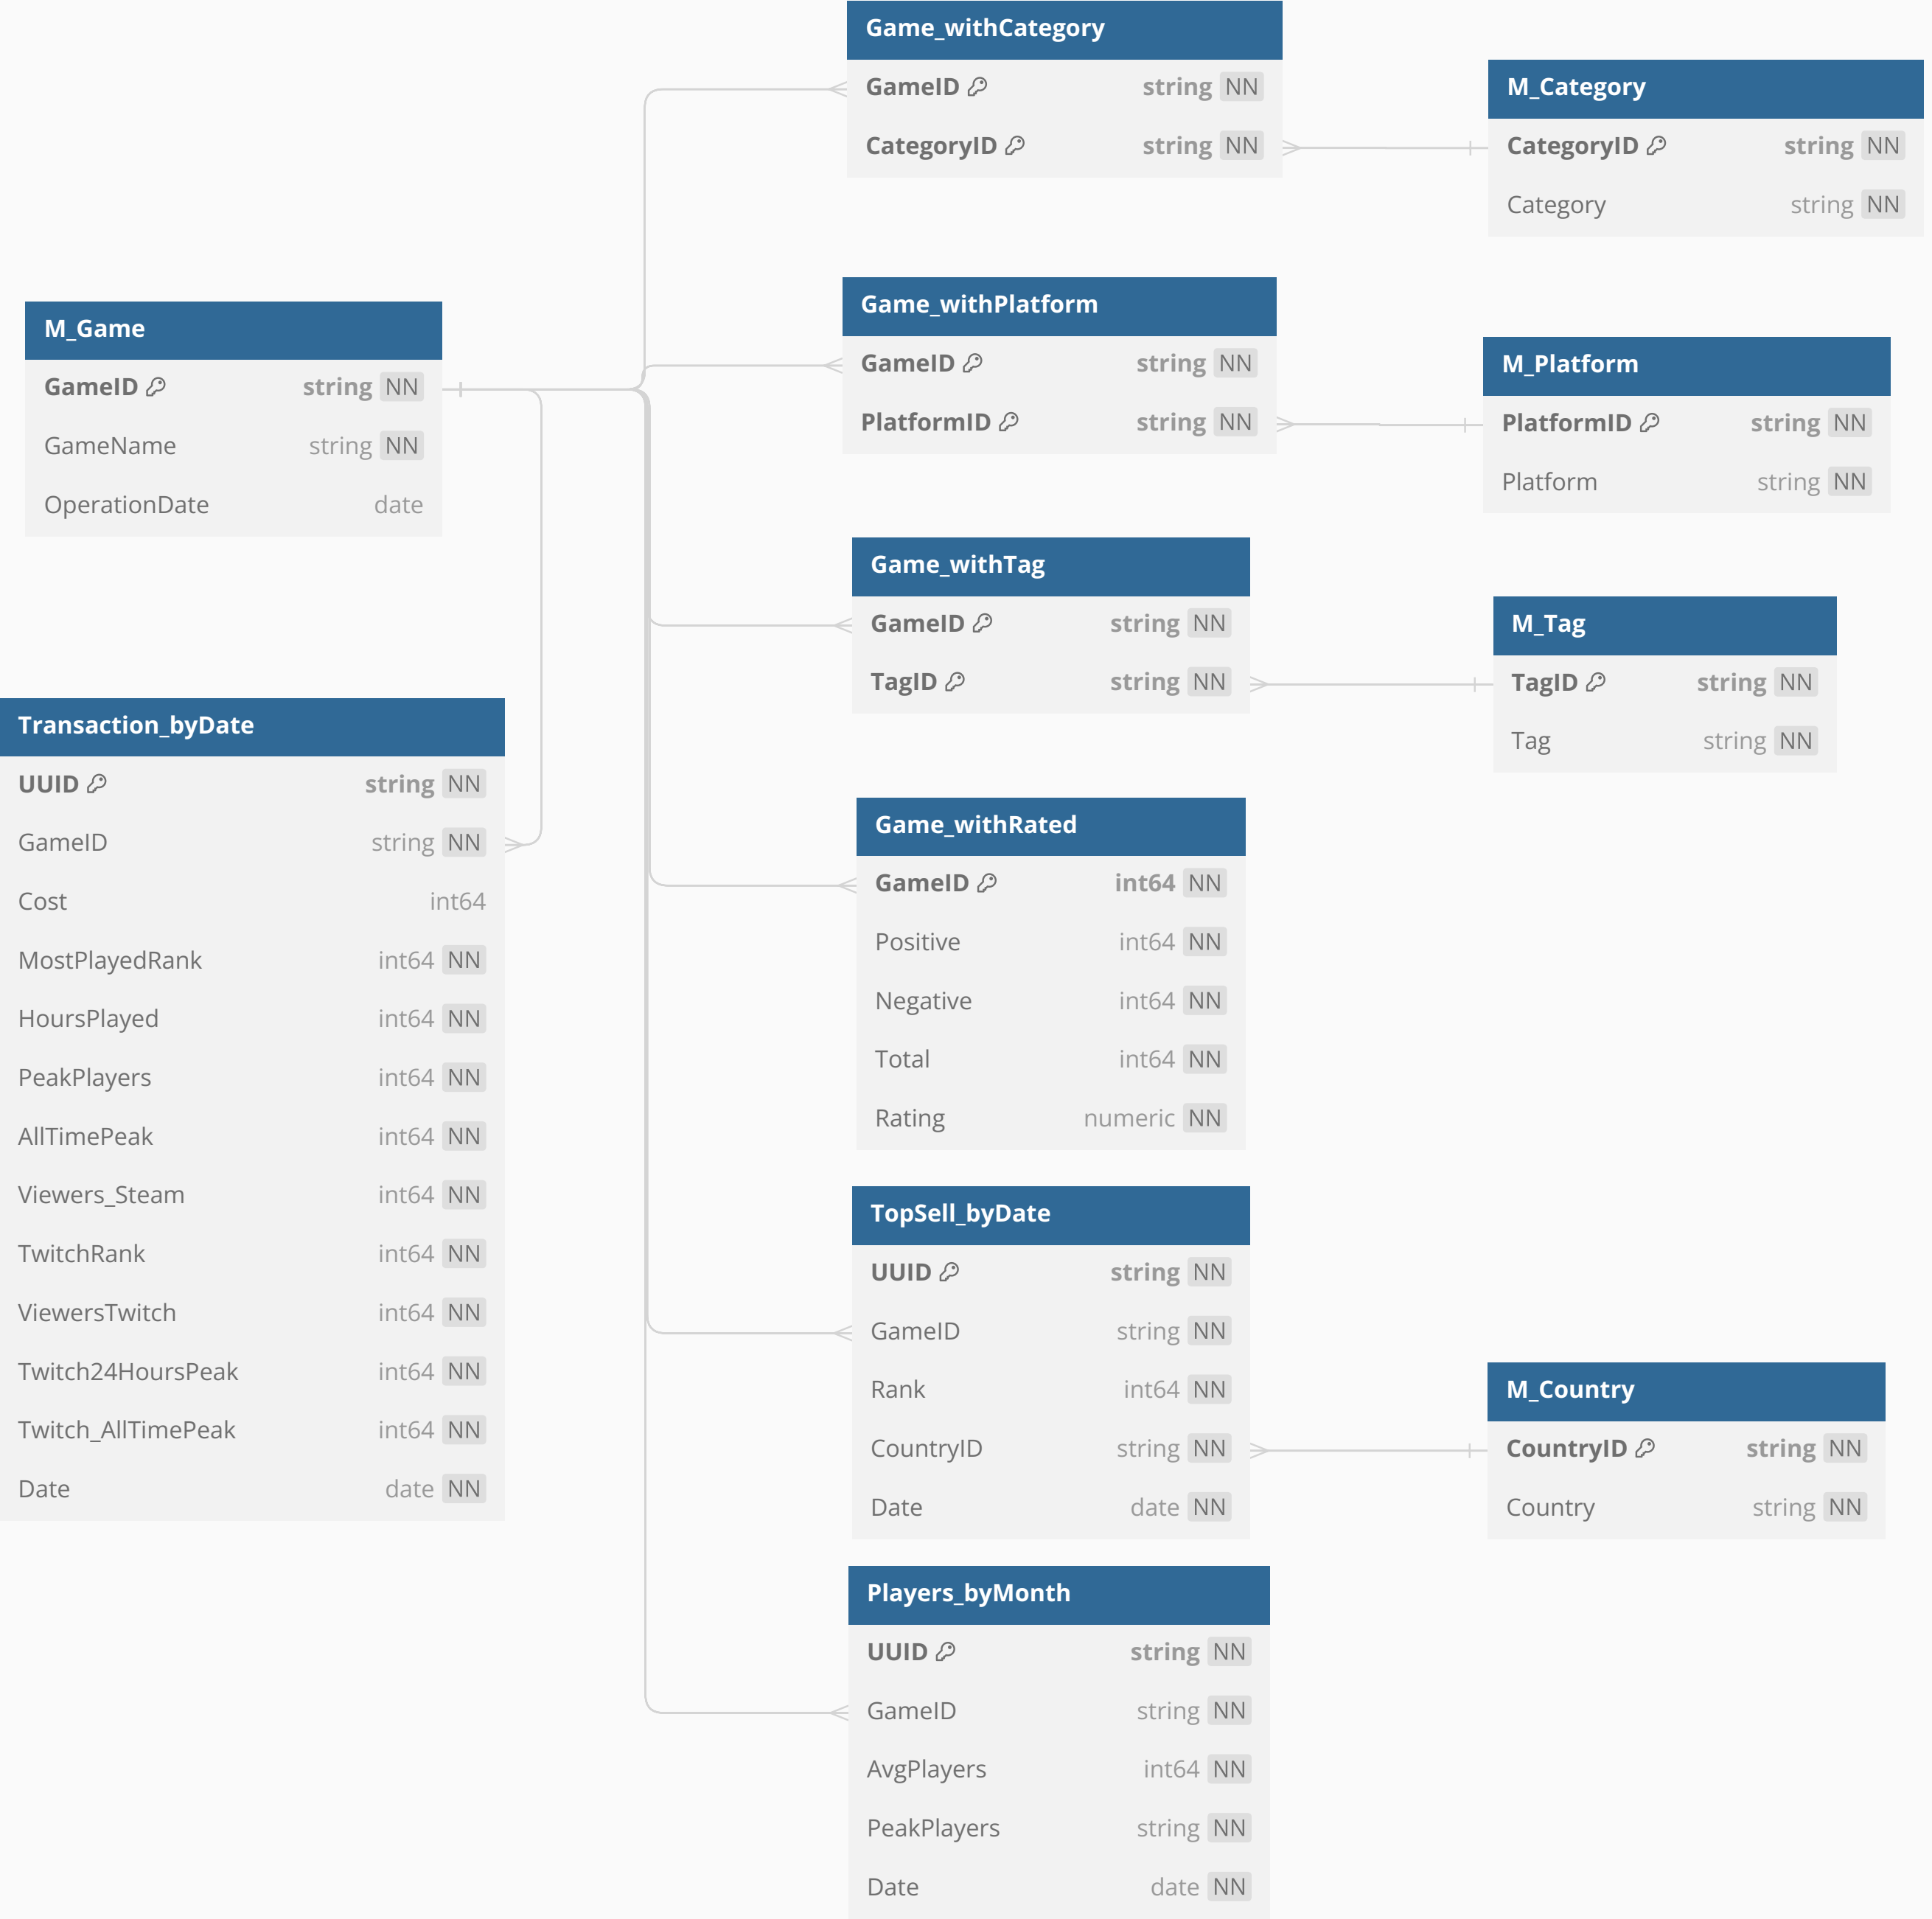 Game_withCategory
GameID string NN
CategoryID string NN
M_Category
CategoryID string NN
Category string NN
Game_withPlatform
GameID string NN
PlatformID string NN
M_Platform
PlatformID string NN
Platform string NN
M_Game
GameID string NN
GameName string NN
OperationDate date
Game_withTag
GameID string NN
TagID string NN
M_Tag
TagID string NN
Tag string NN
Transaction_byDate
UUID string NN
GameID string NN
Cost int64
MostPlayedRank int64 NN
HoursPlayed int64 NN
PeakPlayers int64 NN
AllTimePeak int64 NN
Viewers_Steam int64 NN
TwitchRank int64 NN
ViewersTwitch int64 NN
Twitch24HoursPeak int64 NN
Twitch_AllTimePeak int64 NN
Date date NN
Game_withRated
GameID int64 NN
Positive int64 NN
Negative int64 NN
Total int64 NN
Rating numeric NN
TopSell_byDate
UUID string NN
GameID string NN
Rank int64 NN
CountryID string NN
Date date NN
M_Country
CountryID string NN
Country string NN
Players_byMonth
UUID string NN
GameID string NN
AvgPlayers int64 NN
PeakPlayers string NN
Date date NN